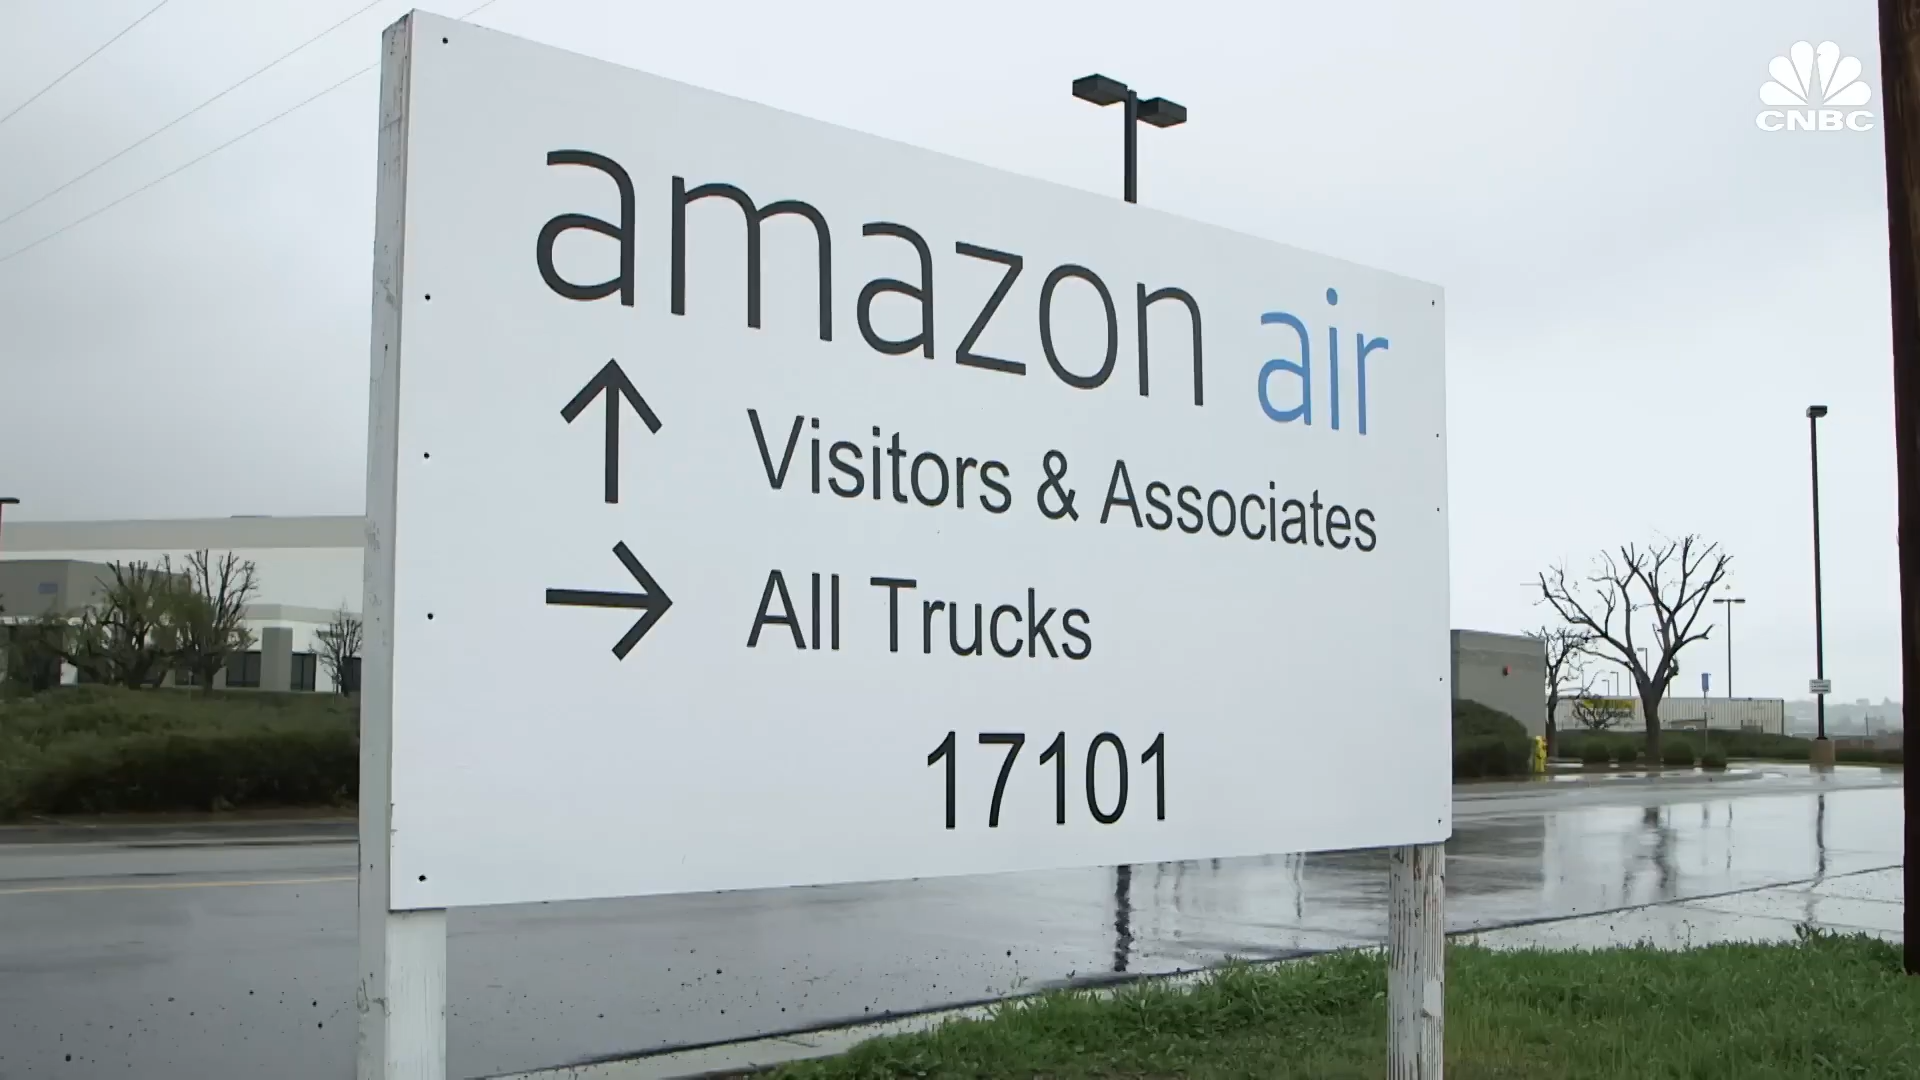 CNBC
amazon air
Visitors & Associates
All Trucks
17101